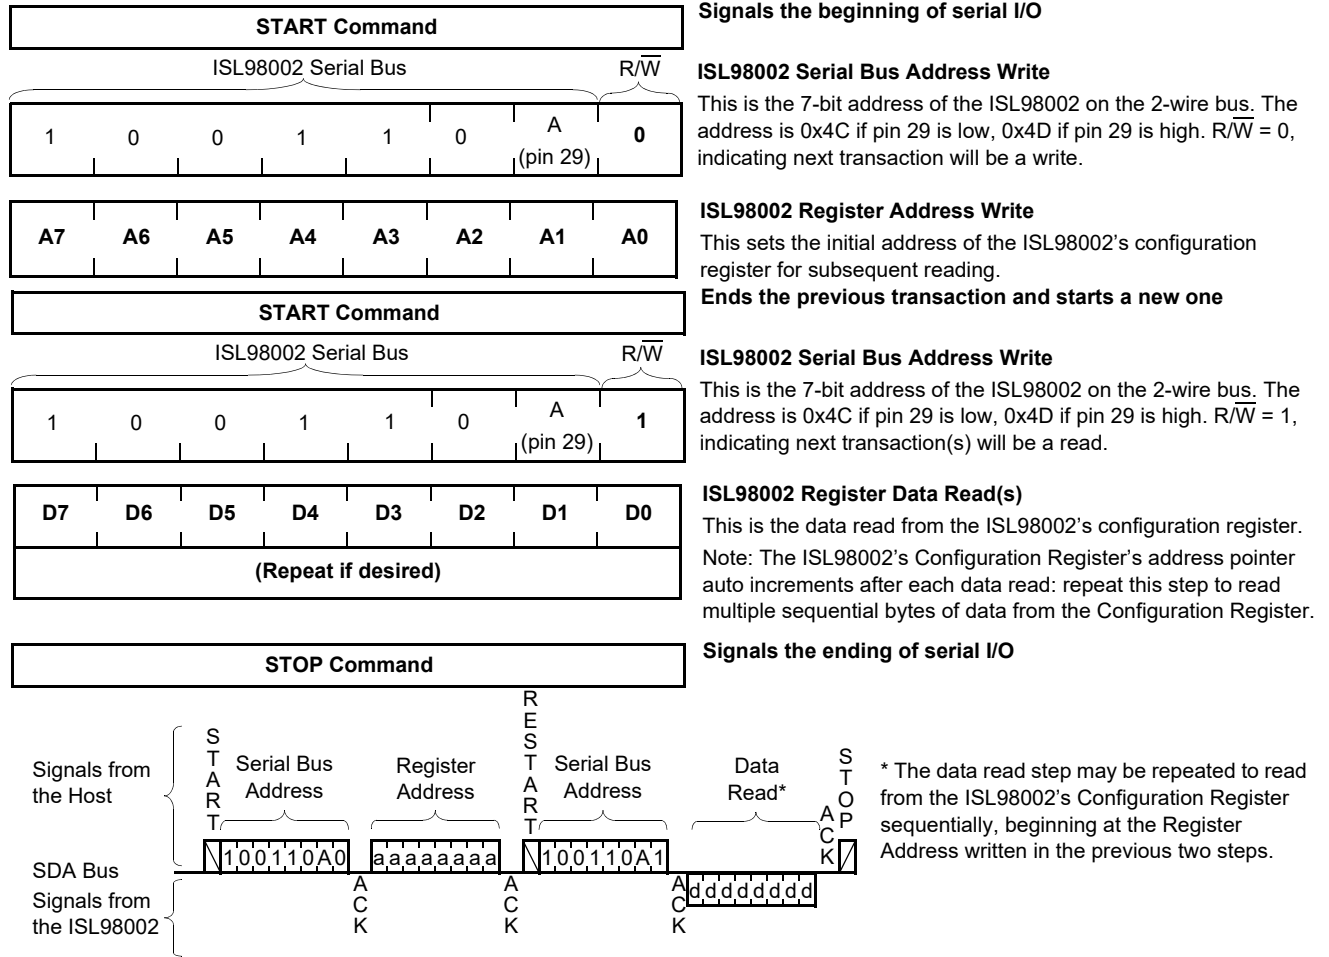 START Command
Signals the beginning of serial I/O
ISL98002 Serial Bus
R/W̅
ISL98002 Serial Bus Address Write
This is the 7-bit address of the ISL98002 on the 2-wire bus. The
address is 0x4C if pin 29 is low, 0x4D if pin 29 is high. R/W̅ = 0,
indicating next transaction will be a write.
1 0 0 1 1 0 A (pin 29) 0
ISL98002 Register Address Write
This sets the initial address of the ISL98002's configuration
register for subsequent reading.
A7 A6 A5 A4 A3 A2 A1 A0
START Command
Ends the previous transaction and starts a new one
ISL98002 Serial Bus
R/W̅
ISL98002 Serial Bus Address Write
This is the 7-bit address of the ISL98002 on the 2-wire bus. The
address is 0x4C if pin 29 is low, 0x4D if pin 29 is high. R/W̅ = 1,
indicating next transaction(s) will be a read.
1 0 0 1 1 0 A (pin 29) 1
ISL98002 Register Data Read(s)
D7 D6 D5 D4 D3 D2 D1 D0
This is the data read from the ISL98002's configuration register.
(Repeat if desired)
Note: The ISL98002's Configuration Register's address pointer
auto increments after each data read: repeat this step to read
multiple sequential bytes of data from the Configuration Register.
STOP Command
Signals the ending of serial I/O
Signals from
the Host
START
Serial Bus
Address
Register
Address
RESTART
Serial Bus
Address
Data
Read*
ACK
STOP
* The data read step may be repeated to read
from the ISL98002's Configuration Register
sequentially, beginning at the Register
Address written in the previous two steps.
100110A0
aaaaaaaa
100110A1
SDA Bus
Signals from
the ISL98002
ACK
ACK
ACK
dddddddd